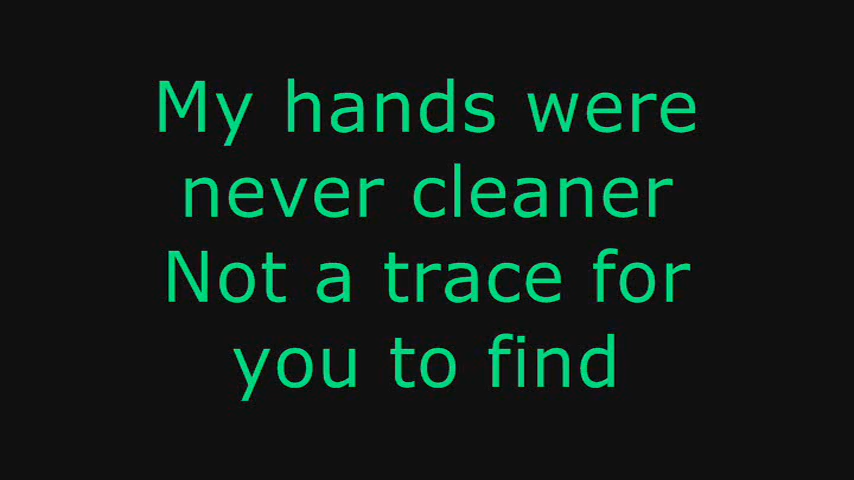 My hands were
never cleaner
Not a trace for
you to find